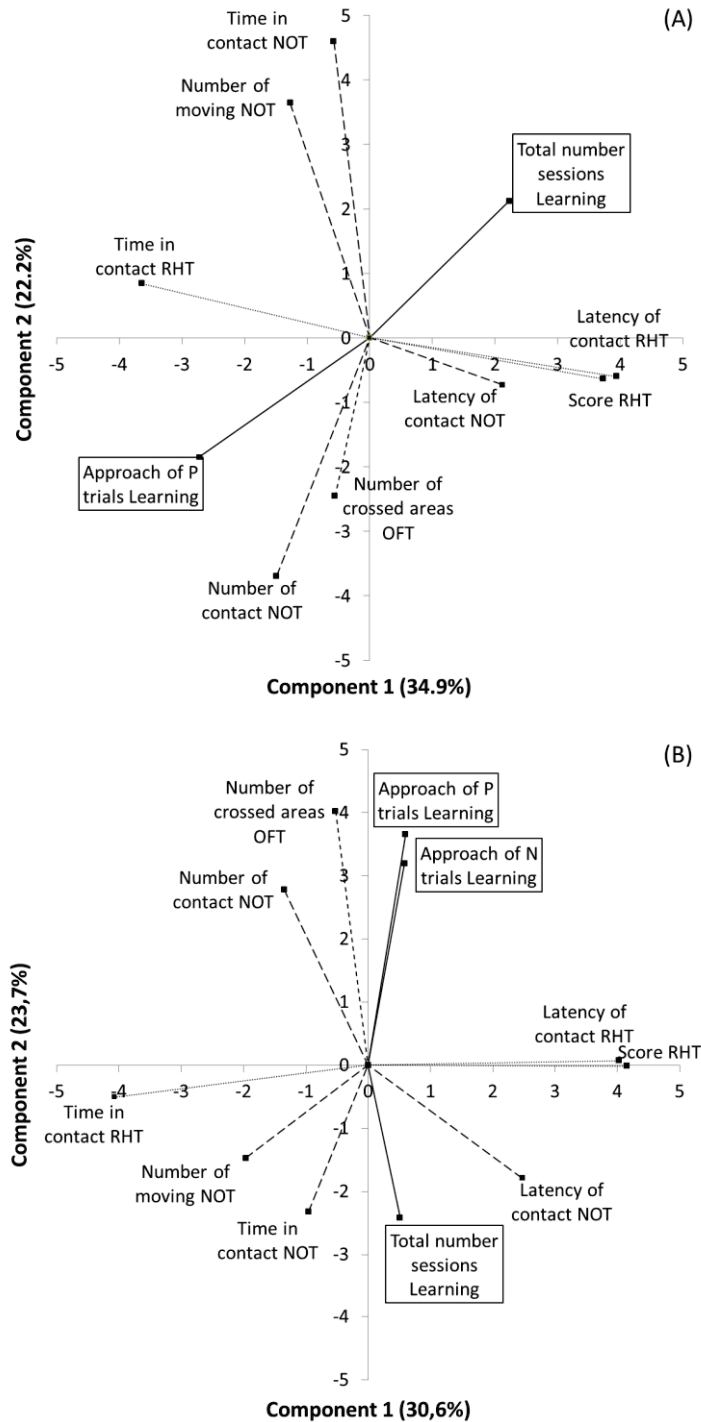 (A)
5
Time in
contact NOT
4
Number of
moving NOT
3
Total number
sessions
Learning
2
Time in
contact RHT
1
Latency of
contact RHT
0
-5 -4 -3 -2 -1 0 1 2 3 4 5
Latency of
contact NOT
Score RHT
-1
Approach of P
trials Learning
-2
Number of
crossed areas
OFT
-3
Number of
contact NOT
-4
-5
Component 2 (22.2%)
Component 1 (34.9%)
(B)
5
Number of
crossed areas
OFT
Approach of P
trials Learning
4
Approach of N
trials Learning
Number of
contact NOT
3
2
1
Latency of
contact RHT
Score RHT
0
-5 -4 -3 -2 -1 0 1 2 3 4 5
Time in
contact RHT
-1
Number of
moving NOT
Latency of
contact NOT
-2
Time in
contact NOT
Total number
sessions
Learning
-3
-4
-5
Component 2 (23,7%)
Component 1 (30,6%)